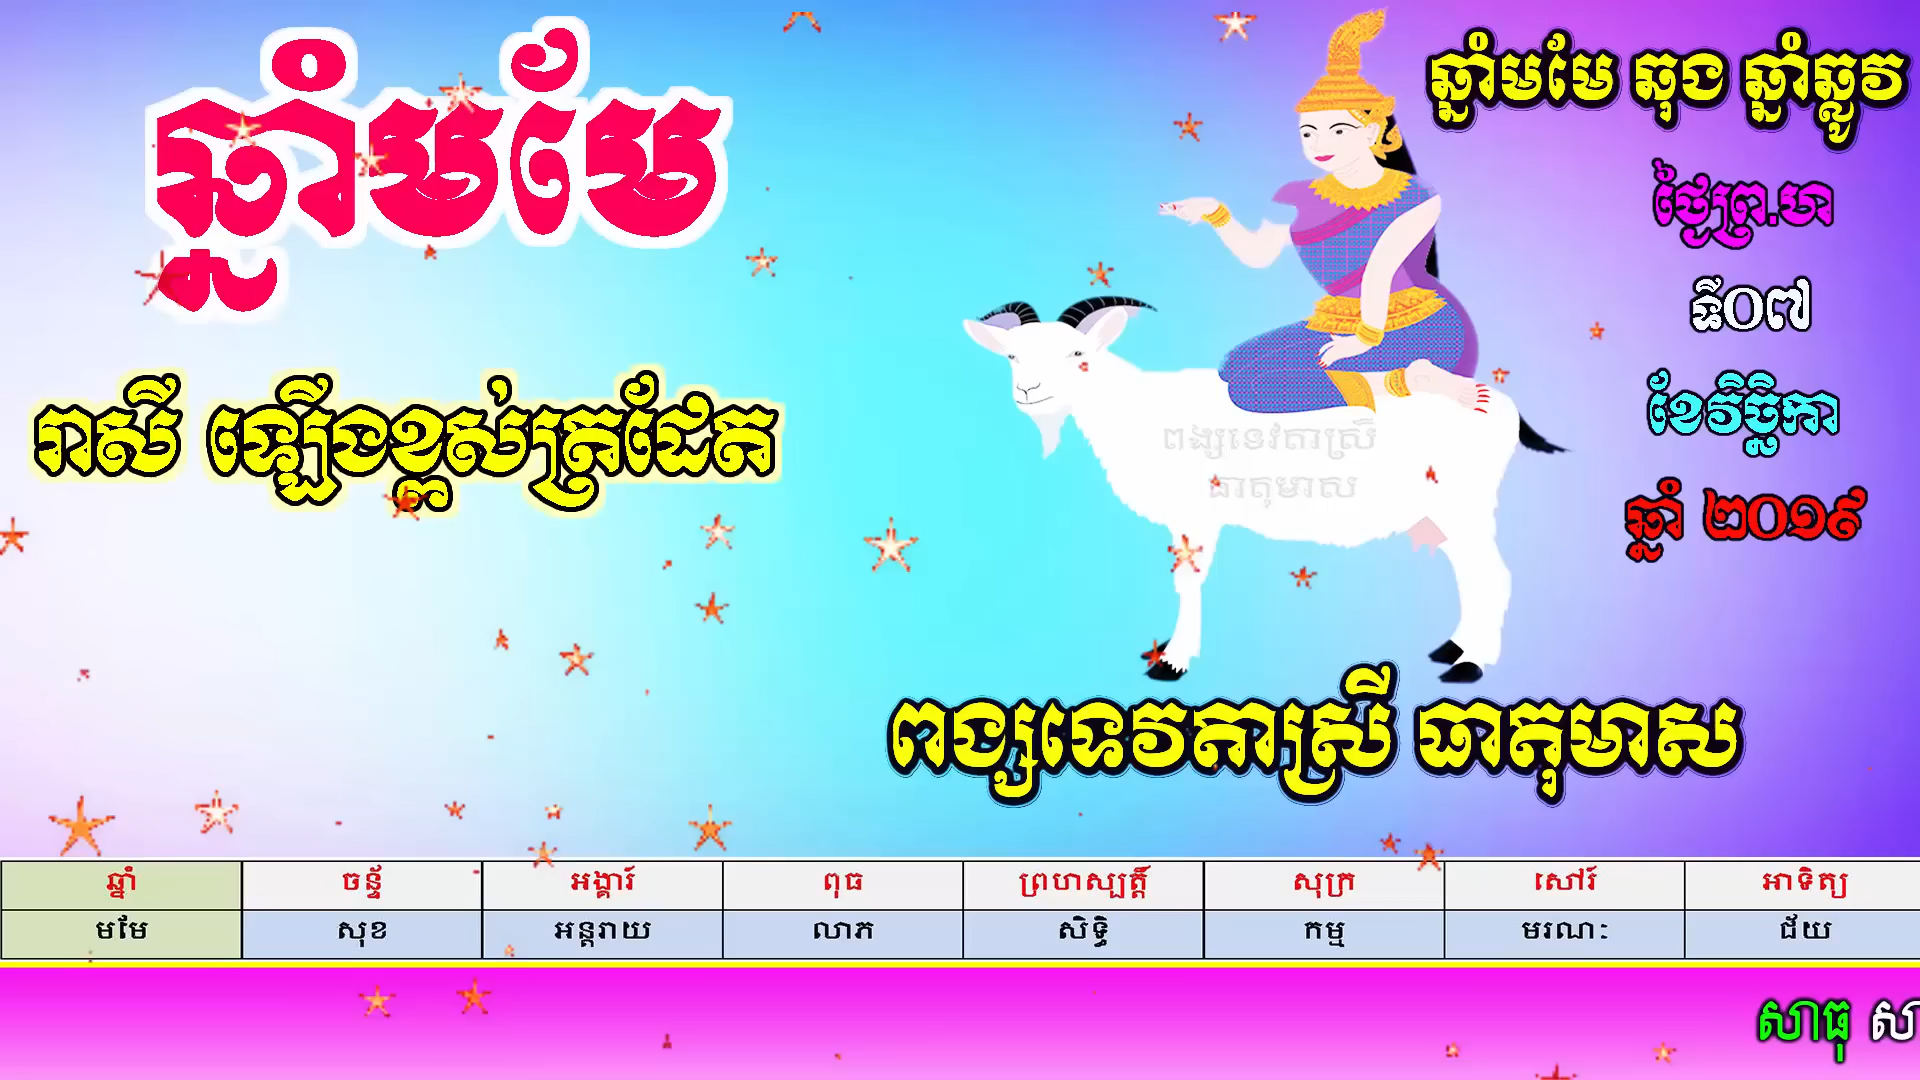 ឆ្នាំមមែ
រាសី ឡើងខ្ពស់ត្រដែត
ឆ្នាំមមែ ឆុង ឆ្នាំឆ្លូវ
ថ្ងៃព្រ.ហ
ទី០៧
ខែវិច្ឆិកា
ឆ្នាំ ២០១៩
ពង្សទេវតាស្រី
ធាតុមាស
ពង្សទេវតាស្រី ធាតុមាស
ឆ្នាំ ចន្ទ័ អង្គារ៍ ពុធ ព្រហស្បត្តិ៍ សុក្រ សៅរ៍ អាទិត្យ
មមែ សុខ អន្តរាយ លាភ សិទ្ធិ កម្ម មរណៈ ជ័យ
សាធុ សា